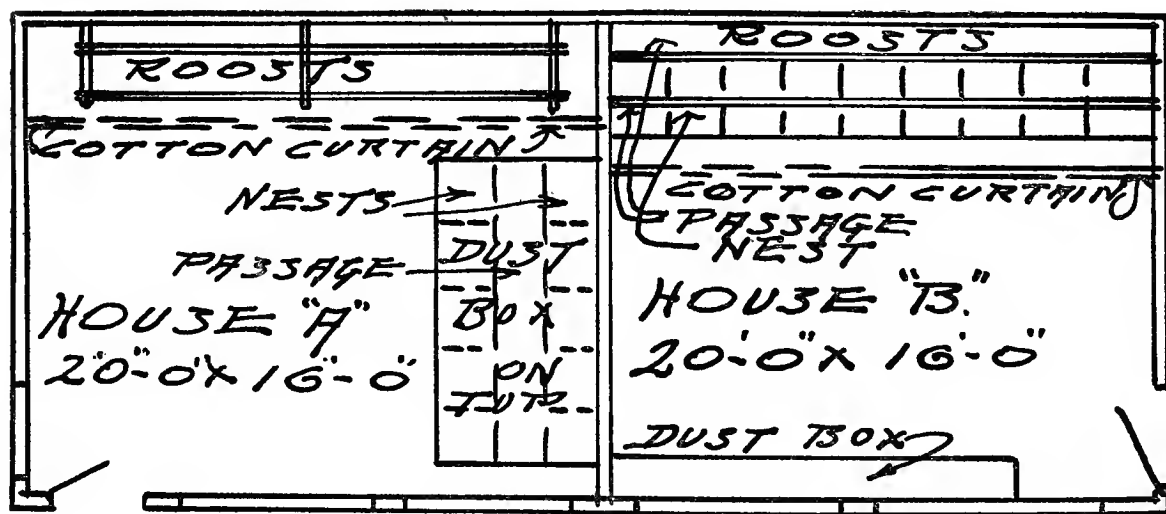 ROOSTS
COTTON CURTAIN
NESTS
PASSAGE
DUST
BOX
ON
TOP
HOUSE "A"
20'-0" X 16'-0"
ROOSTS
COTTON CURTAIN
PASSAGE
NEST
HOUSE "B."
20'-0" X 16'-0"
DUST BOX